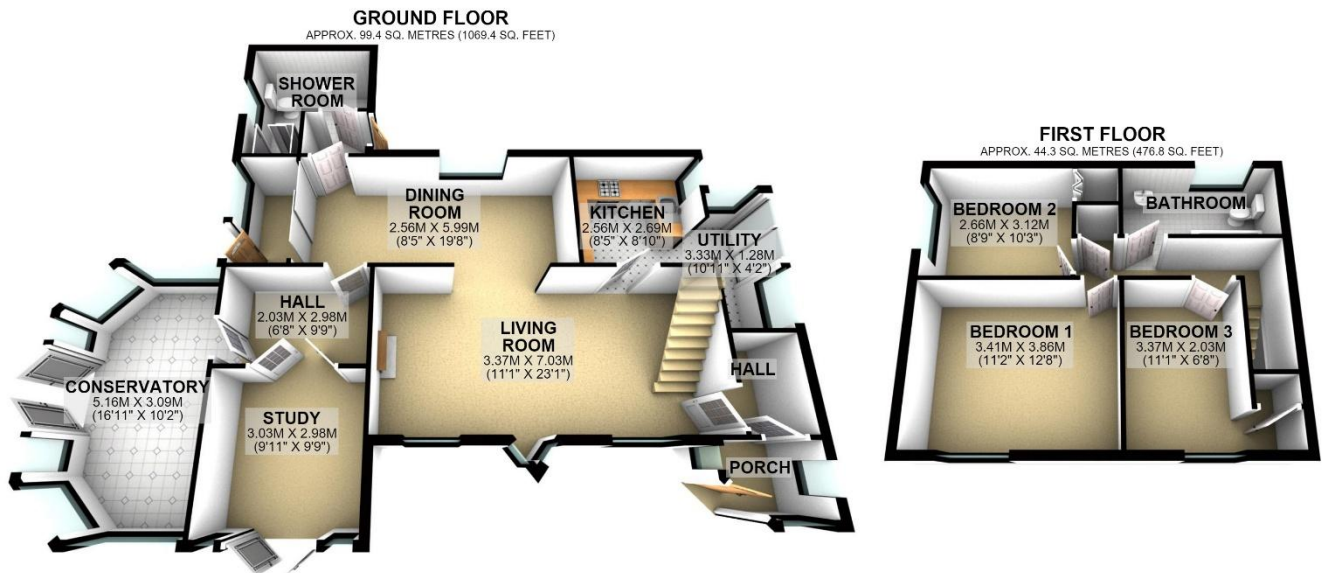 GROUND FLOOR
APPROX. 99.4 SQ. METRES (1069.4 SQ. FEET)
SHOWER
ROOM
DINING
ROOM
2.56M X 5.99M
(8'5" X 19'8")
KITCHEN
2.56M X 2.69M
(8'5" X 8'10")
UTILITY
3.33M X 1.28M
(10'11" X 4'2")
HALL
2.03M X 2.98M
(6'8" X 9'9")
LIVING
ROOM
3.37M X 7.03M
(11'1" X 23'1")
HALL
CONSERVATORY
5.16M X 3.09M
(16'11" X 10'2")
STUDY
3.03M X 2.98M
(9'11" X 9'9")
PORCH
FIRST FLOOR
APPROX. 44.3 SQ. METRES (476.8 SQ. FEET)
BEDROOM 2
2.66M X 3.12M
(8'9" X 10'3")
BATHROOM
BEDROOM 1
3.41M X 3.86M
(11'2" X 12'8")
BEDROOM 3
3.37M X 2.03M
(11'1" X 6'8")